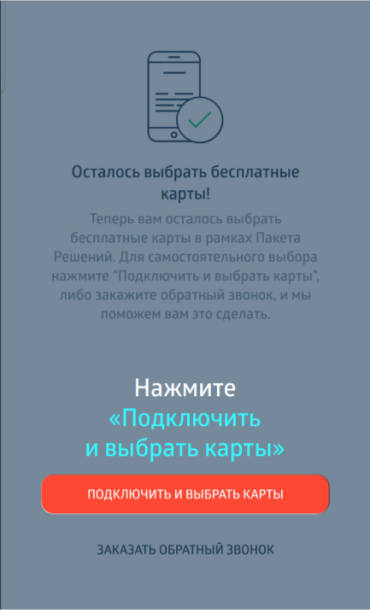 Осталось выбрать бесплатные
карты!
Теперь вам осталось выбрать
бесплатные карты в рамках Пакета
Решений. Для самостоятельного выбора
нажмите "Подключить и выбрать карты",
либо закажите обратный звонок, и мы
поможем вам это сделать.
Нажмите
«Подключить
и выбрать карты»
ПОДКЛЮЧИТЬ И ВЫБРАТЬ КАРТЫ
ЗАКАЗАТЬ ОБРАТНЫЙ ЗВОНОК